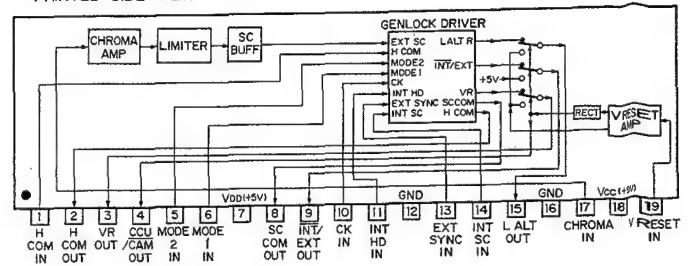 GENLOCK DRIVER
CHROMA AMP
LIMITER
SC BUFF
EXT SC
H COM
MODE2
MODE1
CK
INT HD
EXT SYNC
INT SC
L ALT R
INT/EXT
+5V
VR
SCCOM
H COM
RECT
V RESET AMP
VDD(+5V)
GND
GND
VCC(+9V)
1 2 3 4 5 6 7 8 9 10 11 12 13 14 15 16 17 18 19
H COM IN
H COM OUT
VR OUT
CCU /CAM OUT
MODE 2 IN
MODE 1 IN
SC COM OUT
INT/ EXT OUT
CK IN
INT HD IN
EXT SYNC IN
INT SC IN
L ALT OUT
CHROMA IN
V RESET IN